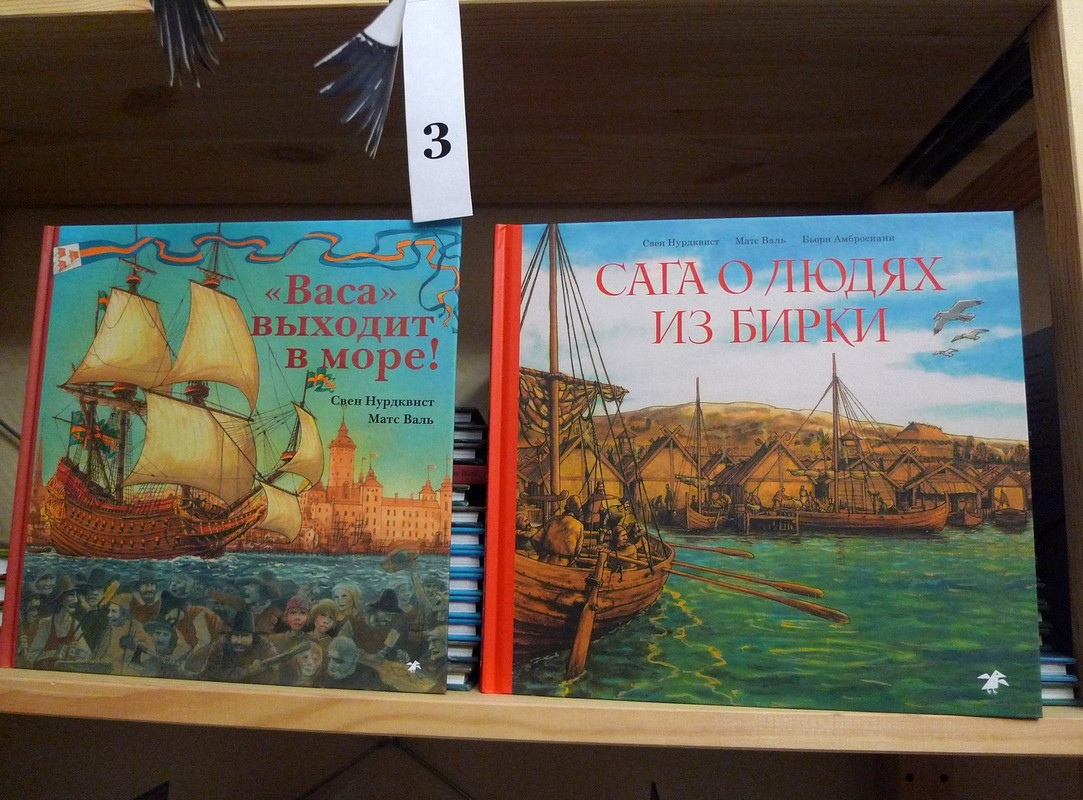 3
«Васа»
выходит
в море!
Свен Нурдквист
Матс Валь
Свен Нурдквист Матс Валь Бьорн Амбросиани
САГА О ЛЮДЯХ
ИЗ БИРКИ